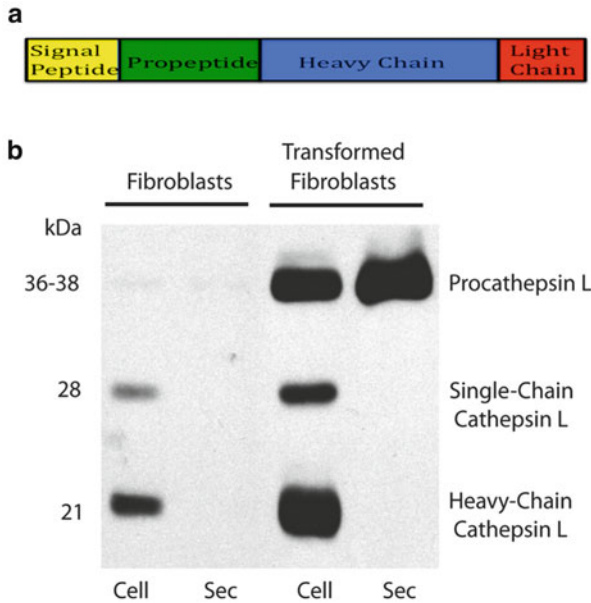 a
Signal
Peptide
Propeptide
Heavy Chain
Light
Chain
b
Fibroblasts
Transformed
Fibroblasts
kDa
36-38
Procathepsin L
28
Single-Chain
Cathepsin L
21
Heavy-Chain
Cathepsin L
Cell
Sec
Cell
Sec